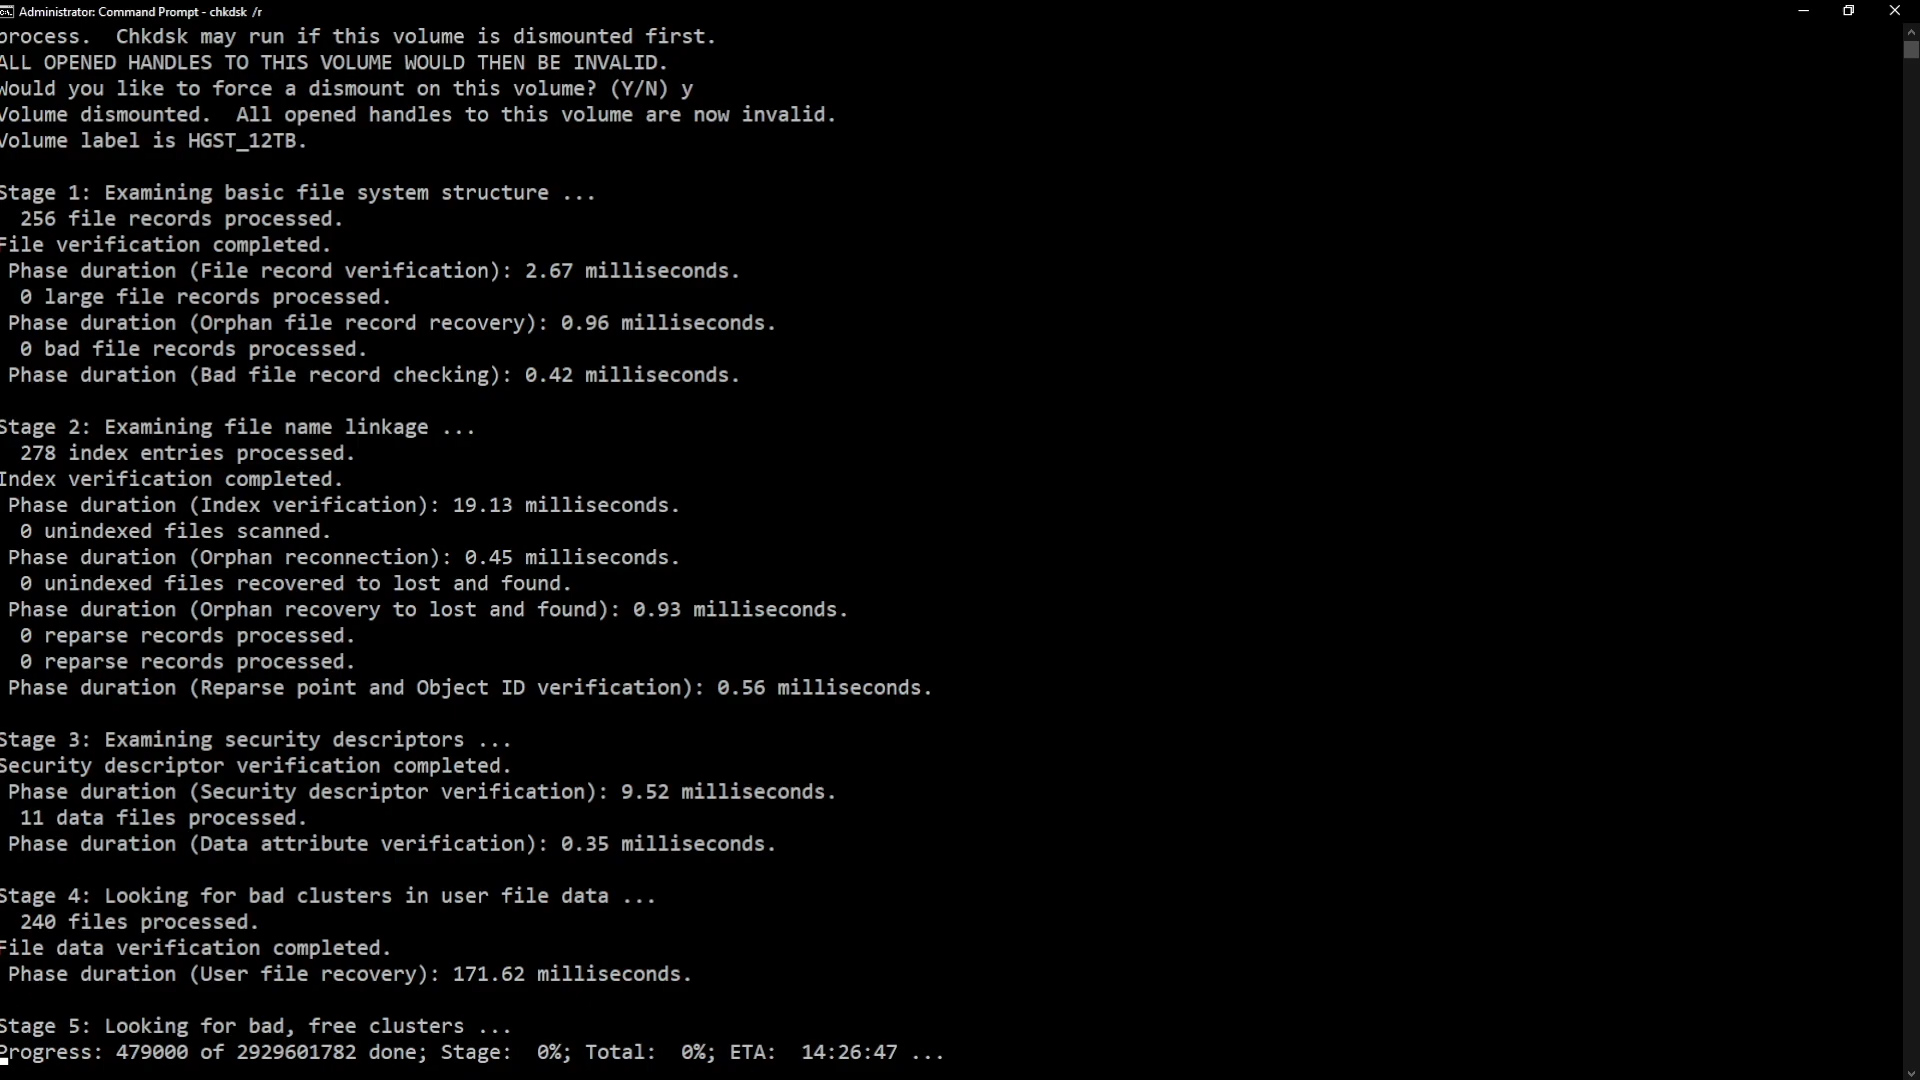 Administrator: Command Prompt - chkdsk /r
process.  Chkdsk may run if this volume is dismounted first.
ALL OPENED HANDLES TO THIS VOLUME WOULD THEN BE INVALID.
Would you like to force a dismount on this volume? (Y/N) y
Volume dismounted.  All opened handles to this volume are now invalid.
Volume label is HGST_12TB.

Stage 1: Examining basic file system structure ...
  256 file records processed.
File verification completed.
 Phase duration (File record verification): 2.67 milliseconds.
  0 large file records processed.
 Phase duration (Orphan file record recovery): 0.96 milliseconds.
  0 bad file records processed.
 Phase duration (Bad file record checking): 0.42 milliseconds.

Stage 2: Examining file name linkage ...
  278 index entries processed.
Index verification completed.
 Phase duration (Index verification): 19.13 milliseconds.
  0 unindexed files scanned.
 Phase duration (Orphan reconnection): 0.45 milliseconds.
  0 unindexed files recovered to lost and found.
 Phase duration (Orphan recovery to lost and found): 0.93 milliseconds.
  0 reparse records processed.
  0 reparse records processed.
 Phase duration (Reparse point and Object ID verification): 0.56 milliseconds.

Stage 3: Examining security descriptors ...
Security descriptor verification completed.
 Phase duration (Security descriptor verification): 9.52 milliseconds.
  11 data files processed.
 Phase duration (Data attribute verification): 0.35 milliseconds.

Stage 4: Looking for bad clusters in user file data ...
  240 files processed.
File data verification completed.
 Phase duration (User file recovery): 171.62 milliseconds.

Stage 5: Looking for bad, free clusters ...
Progress: 479000 of 2929601782 done; Stage:  0%; Total:  0%; ETA:  14:26:47 ...